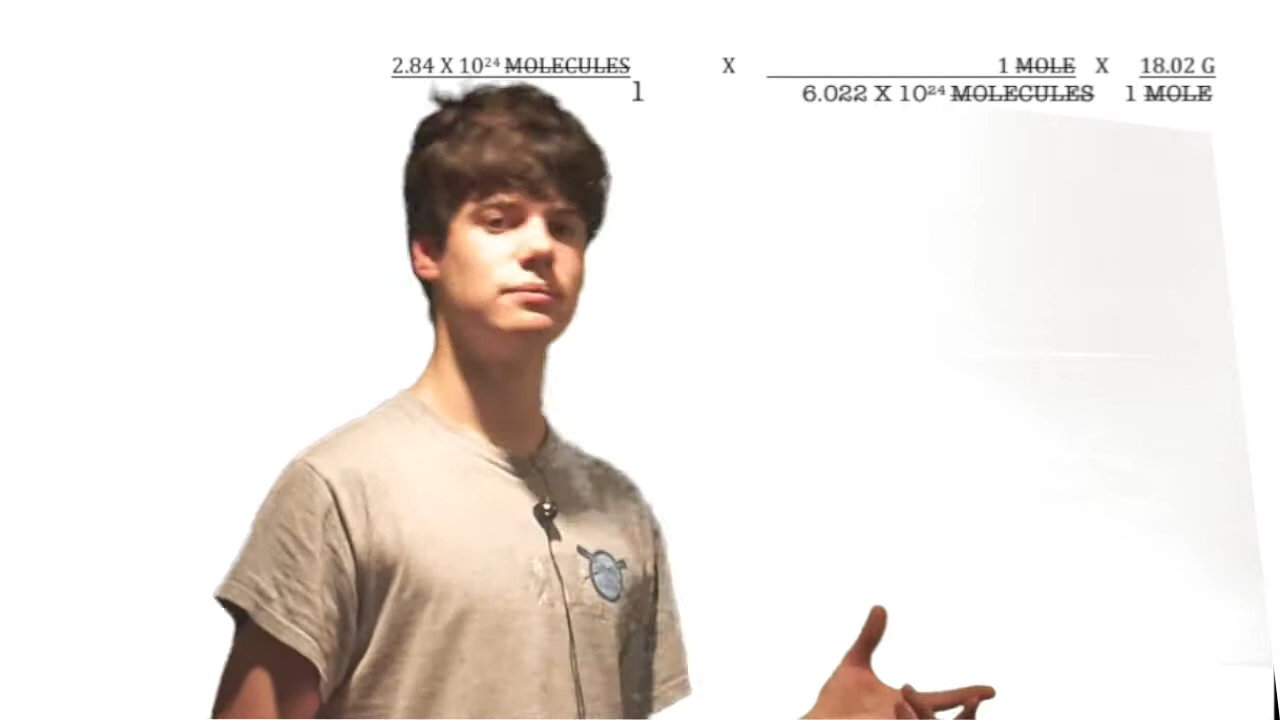 2.84 X 10²⁴ MOLECULES X 1 MOLE X 18.02 G
1 6.022 X 10²⁴ MOLECULES 1 MOLE